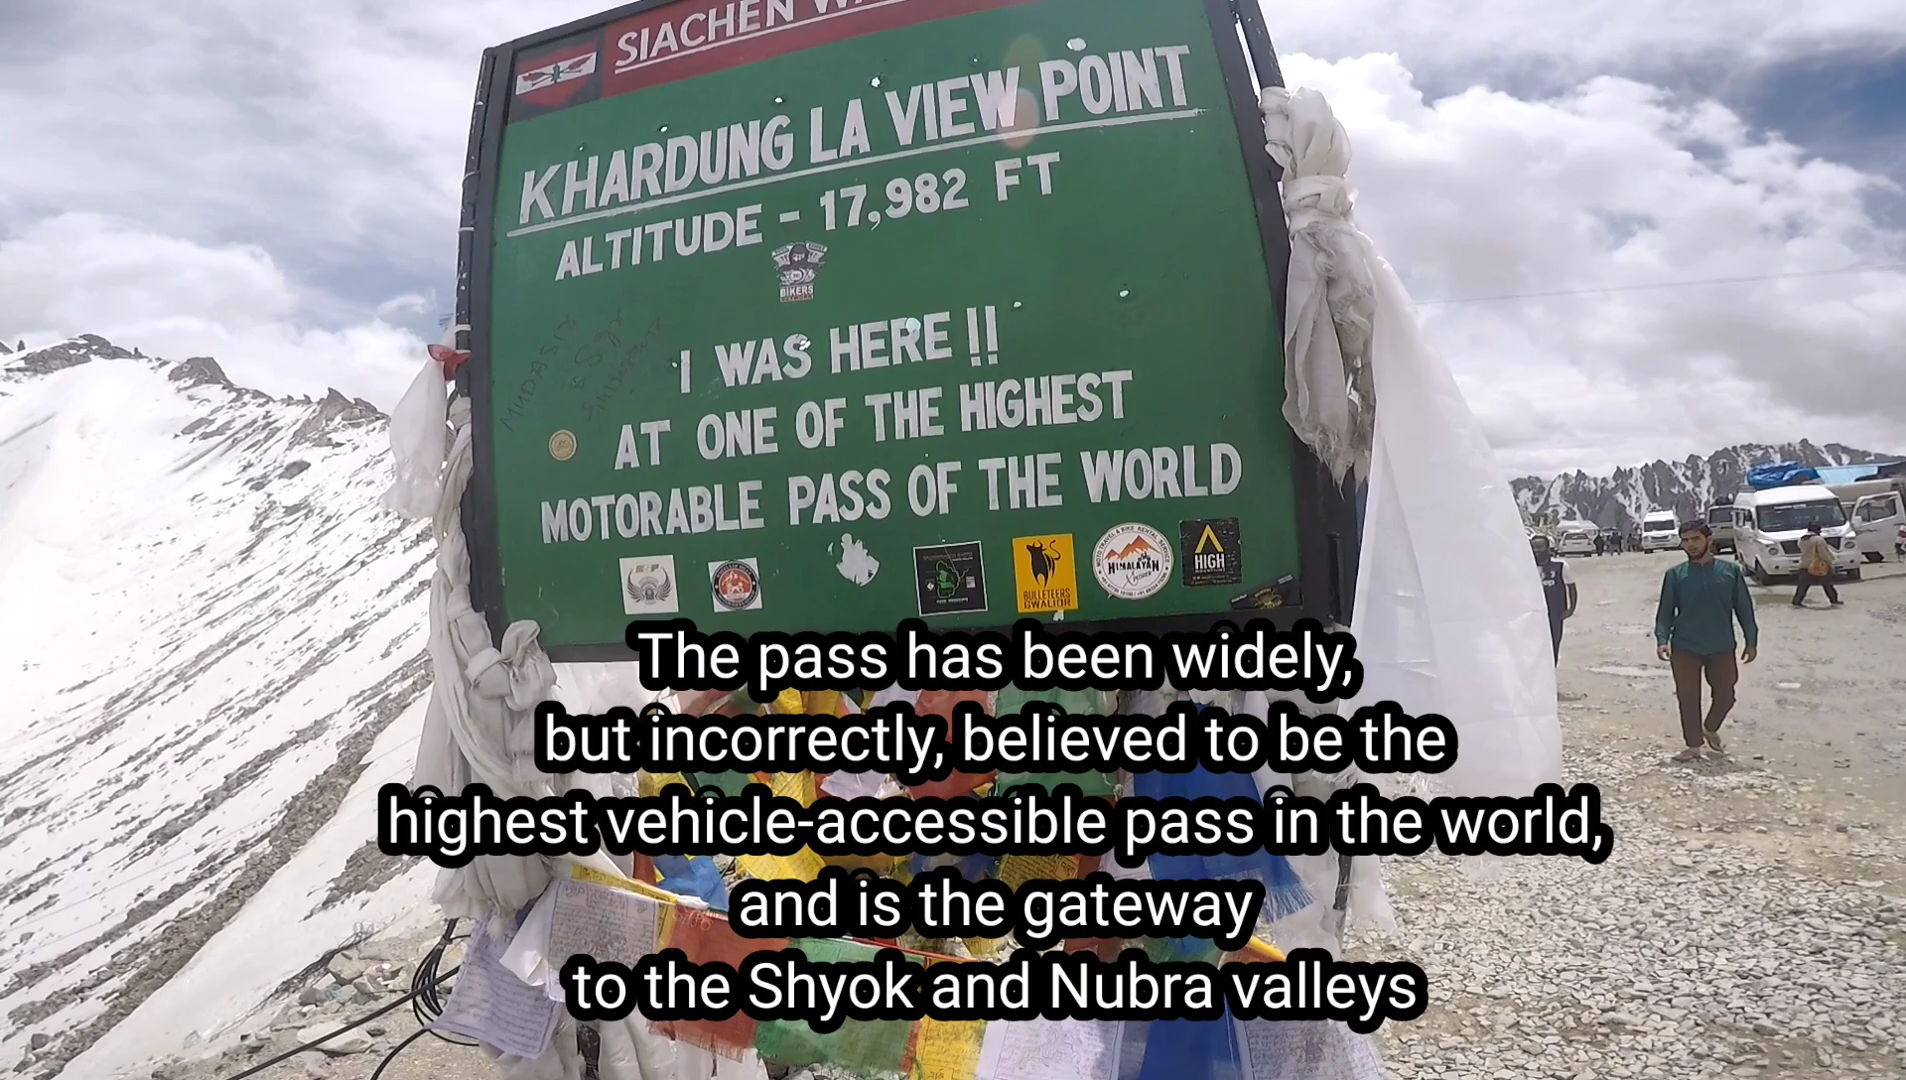 SIACHEN
KHARDUNG LA VIEW POINT
ALTITUDE - 17,982 FT
BIKERS
MUDASIR
I WAS HERE !!
AT ONE OF THE HIGHEST
MOTORABLE PASS OF THE WORLD
BULLETEERS
GWALIOR
HIMALAYAN
HIGH
The pass has been widely,
but incorrectly, believed to be the
highest vehicle-accessible pass in the world,
and is the gateway
to the Shyok and Nubra valleys